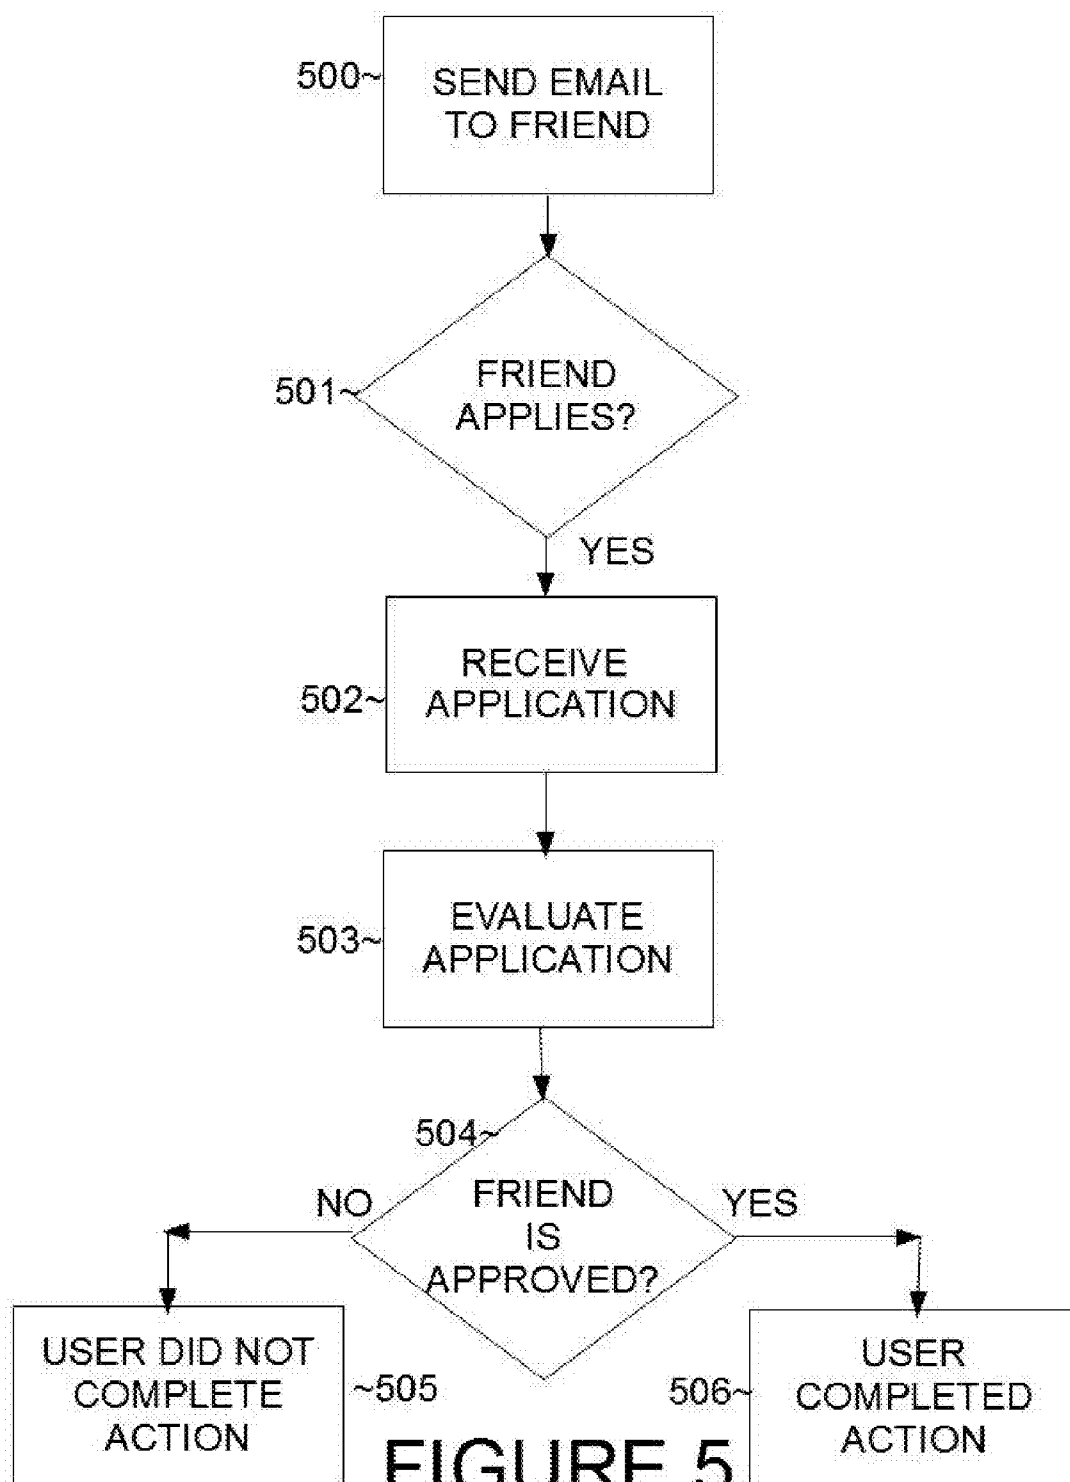 500~
SEND EMAIL
TO FRIEND
501~
FRIEND
APPLIES?
YES
502~
RECEIVE
APPLICATION
503~
EVALUATE
APPLICATION
504~
FRIEND
IS
APPROVED?
NO
YES
USER DID NOT
COMPLETE
ACTION
~505
506~
USER
COMPLETED
ACTION
FIGURE 5